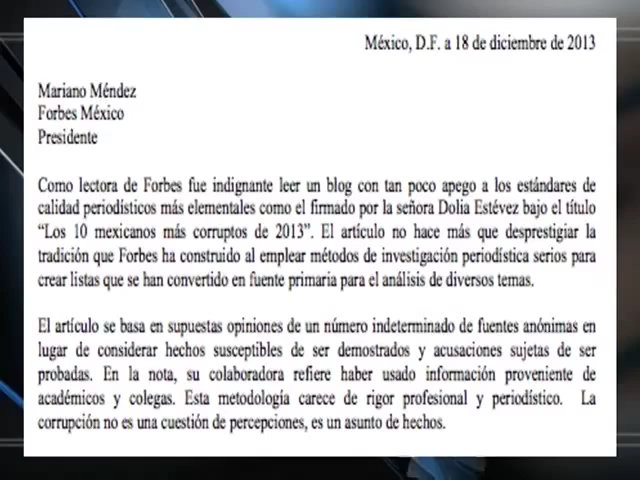 México, D.F. a 18 de diciembre de 2013
Mariano Méndez
Forbes México
Presidente
Como lectora de Forbes fue indignante leer un blog con tan poco apego a los estándares de
calidad periodísticos más elementales como el firmado por la señora Dolia Estévez bajo el título
“Los 10 mexicanos más corruptos de 2013”. El artículo no hace más que desprestigiar la
tradición que Forbes ha construido al emplear métodos de investigación periodística serios para
crear listas que se han convertido en fuente primaria para el análisis de diversos temas.
El artículo se basa en supuestas opiniones de un número indeterminado de fuentes anónimas en
lugar de considerar hechos susceptibles de ser demostrados y acusaciones sujetas de ser
probadas. En la nota, su colaboradora refiere haber usado información proveniente de
académicos y colegas. Esta metodología carece de rigor profesional y periodístico. La
corrupción no es una cuestión de percepciones, es un asunto de hechos.